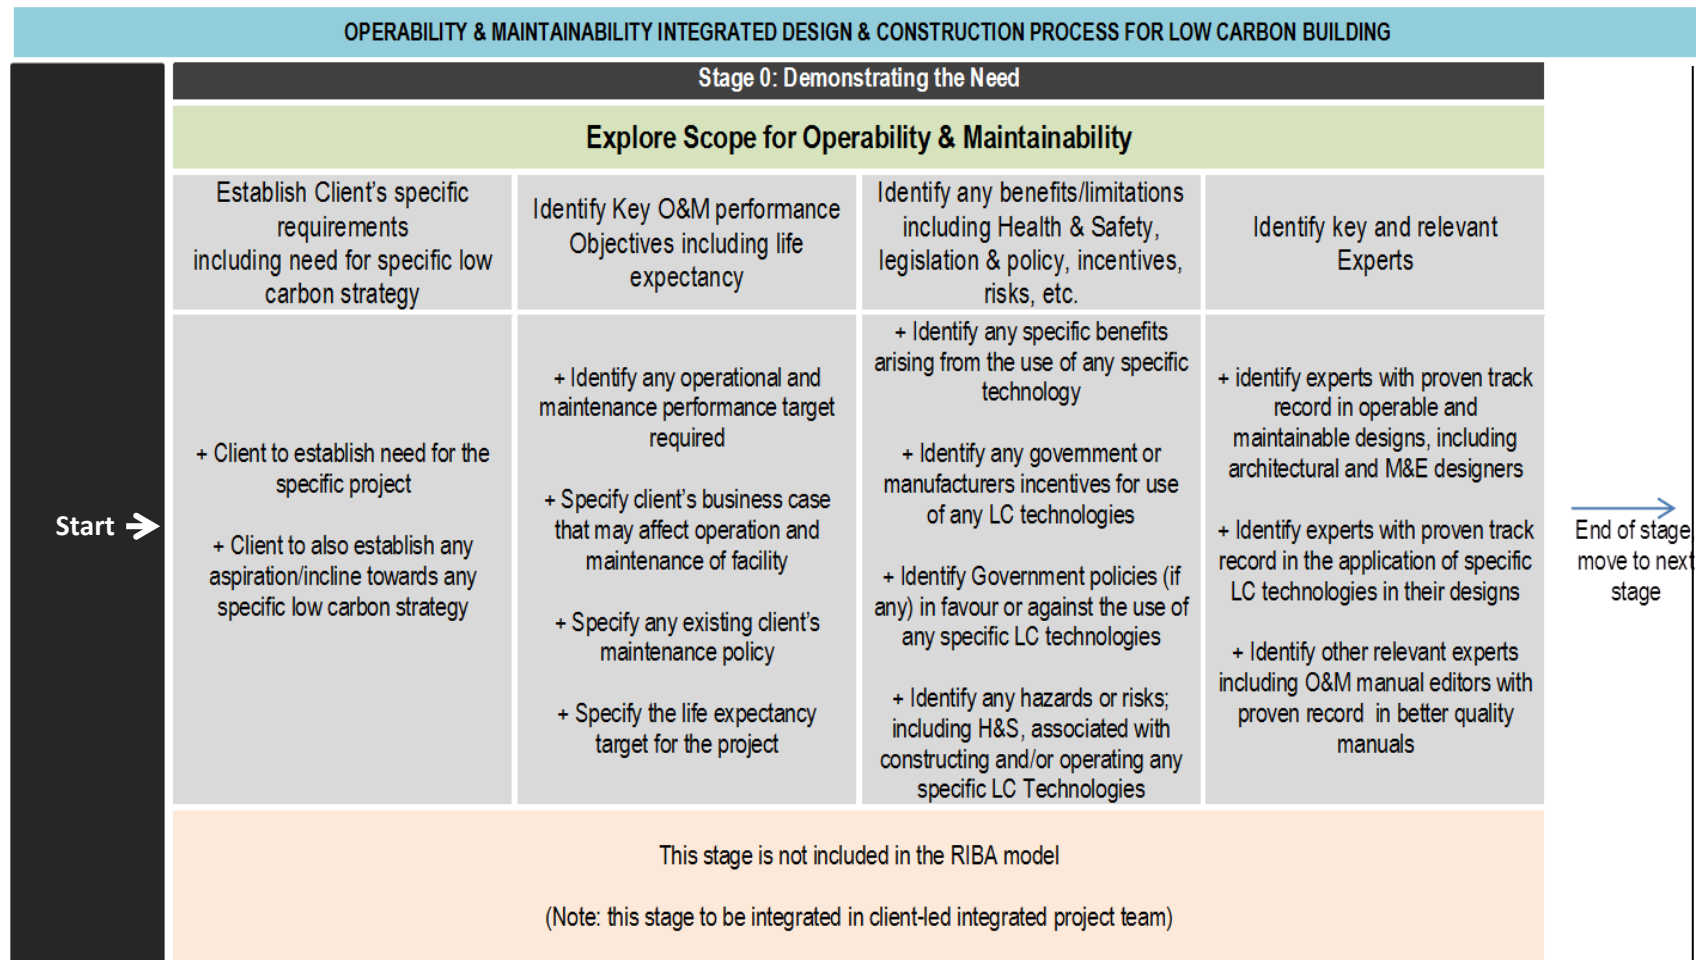 OPERABILITY & MAINTAINABILITY INTEGRATED DESIGN & CONSTRUCTION PROCESS FOR LOW CARBON BUILDING
Stage 0: Demonstrating the Need
Explore Scope for Operability & Maintainability
Start
Establish Client's specific
requirements
including need for specific low
carbon strategy
Identify Key O&M performance
Objectives including life
expectancy
Identify any benefits/limitations
including Health & Safety,
legislation & policy, incentives,
risks, etc.
Identify key and relevant
Experts
+ Client to establish need for the
specific project
+ Client to also establish any
aspiration/incline towards any
specific low carbon strategy
+ Identify any operational and
maintenance performance target
required
+ Specify client's business case
that may affect operation and
maintenance of facility
+ Specify any existing client's
maintenance policy
+ Specify the life expectancy
target for the project
+ Identify any specific benefits
arising from the use of any specific
technology
+ Identify any government or
manufacturers incentives for use
of any LC technologies
+ Identify Government policies (if
any) in favour or against the use of
any specific LC technologies
+ Identify any hazards or risks;
including H&S, associated with
constructing and/or operating any
specific LC Technologies
+ identify experts with proven track
record in operable and
maintainable designs, including
architectural and M&E designers
+ Identify experts with proven track
record in the application of specific
LC technologies in their designs
+ Identify other relevant experts
including O&M manual editors with
proven record in better quality
manuals
End of stage,
move to next
stage
This stage is not included in the RIBA model
(Note: this stage to be integrated in client-led integrated project team)